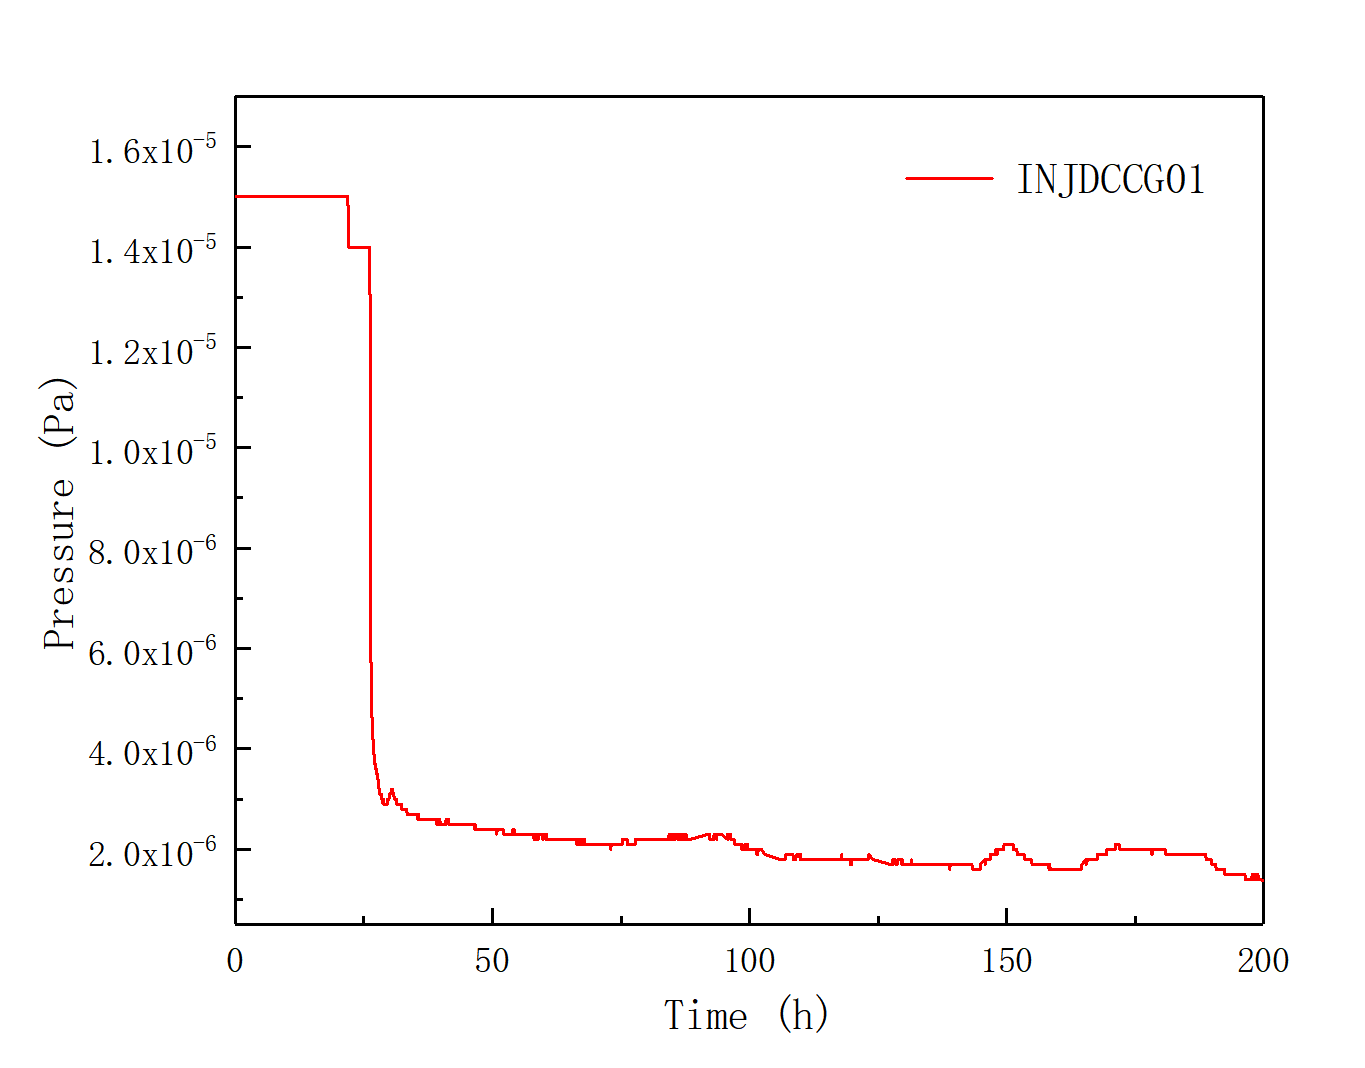 1.6x10⁻⁵
1.4x10⁻⁵
1.2x10⁻⁵
1.0x10⁻⁵
8.0x10⁻⁶
6.0x10⁻⁶
4.0x10⁻⁶
2.0x10⁻⁶
Pressure (Pa)
INJDCCG01
0 50 100 150 200
Time (h)